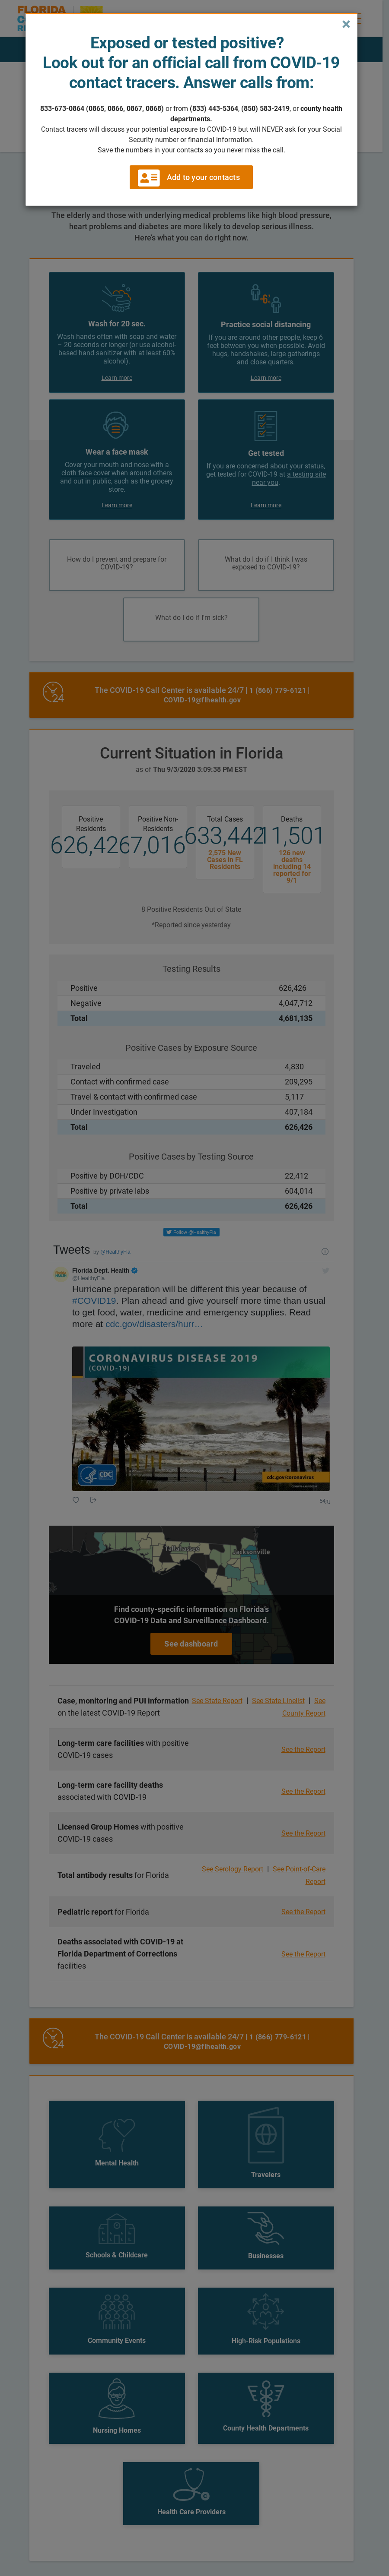 FLORIDA
×
Exposed or tested positive?
Look out for an official call from COVID-19
contact tracers. Answer calls from:
833-673-0864 (0865, 0866, 0867, 0868) or from (833) 443-5364, (850) 583-2419, or county health
departments.
Contact tracers will discuss your potential exposure to COVID-19 but will NEVER ask for your Social
Security number or financial information.
Save the numbers in your contacts so you never miss the call.
Add to your contacts
The elderly and those with underlying medical problems like high blood pressure,
heart problems and diabetes are more likely to develop serious illness.
Here's what you can do right now.
Wash for 20 sec.
Wash hands often with soap and water
– 20 seconds or longer (or use alcohol-
based hand sanitizer with at least 60%
alcohol).
Learn more
6'
Practice social distancing
If you are around other people, keep 6
feet between you when possible. Avoid
hugs, handshakes, large gatherings
and close quarters.
Learn more
Wear a face mask
Cover your mouth and nose with a
cloth face cover when around others
and out in public, such as the grocery
store.
Learn more
Get tested
If you are concerned about your status,
get tested for COVID-19 at a testing site
near you.
Learn more
How do I prevent and prepare for
COVID-19?
What do I do if I think I was
exposed to COVID-19?
What do I do if I'm sick?
24
The COVID-19 Call Center is available 24/7 | 1 (866) 779-6121 |
COVID-19@flhealth.gov
Current Situation in Florida
as of Thu 9/3/2020 3:09:38 PM EST
Positive
Residents
626,426
Positive Non-
Residents
7,016
Total Cases
633,442
2,575 New
Cases in FL
Residents
Deaths
11,501
126 new
deaths
including 14
reported for
9/1
8 Positive Residents Out of State
*Reported since yesterday
Testing Results
Positive 626,426
Negative 4,047,712
Total 4,681,135
Positive Cases by Exposure Source
Traveled 4,830
Contact with confirmed case 209,295
Travel & contact with confirmed case 5,117
Under Investigation 407,184
Total 626,426
Positive Cases by Testing Source
Positive by DOH/CDC 22,412
Positive by private labs 604,014
Total 626,426
Follow @HealthyFla
Tweets by @HealthyFla
Florida Dept. Health
@HealthyFla
Hurricane preparation will be different this year because of
#COVID19. Plan ahead and give yourself more time than usual
to get food, water, medicine and emergency supplies. Read
more at cdc.gov/disasters/hurr…
CORONAVIRUS DISEASE 2019
(COVID-19)
CDC
cdc.gov/coronavirus
Tallahassee
Jacksonville
Find county-specific information on Florida's
COVID-19 Data and Surveillance Dashboard.
See dashboard
Case, monitoring and PUI information
on the latest COVID-19 Report
See State Report | See State Linelist | See
County Report
Long-term care facilities with positive
COVID-19 cases
See the Report
Long-term care facility deaths
associated with COVID-19
See the Report
Licensed Group Homes with positive
COVID-19 cases
See the Report
Total antibody results for Florida
See Serology Report | See Point-of-Care
Report
Pediatric report for Florida
See the Report
Deaths associated with COVID-19 at
Florida Department of Corrections
facilities
See the Report
24
The COVID-19 Call Center is available 24/7 | 1 (866) 779-6121 |
COVID-19@flhealth.gov
Mental Health
Travelers
Schools & Childcare
Businesses
Community Events
High-Risk Populations
Nursing Homes
County Health Departments
Health Care Providers